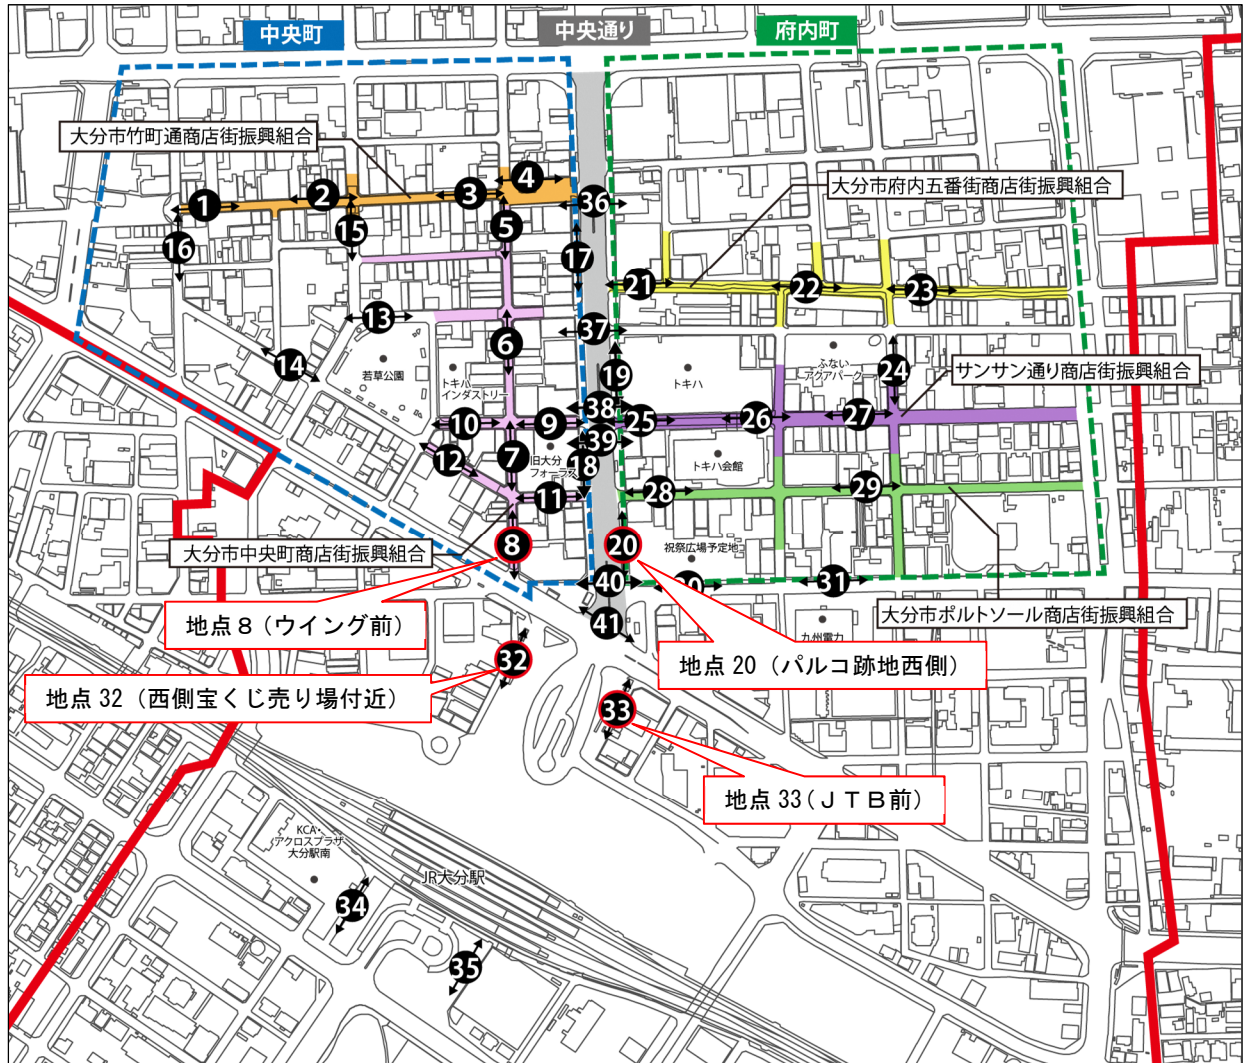 中央町
中央通り
府内町
大分市竹町通商店街振興組合
大分市府内五番街商店街振興組合
1
2
3
4
36
5
15
16
17
21
22
23
13
37
6
14
若草公園
トキハ
インダストリー
19
トキハ
ふない
アクアパーク
24
サンサン通り商店街振興組合
38
10
9
25
26
27
39
12
7
旧大分
フォーラス
18
トキハ会館
11
28
29
大分市中央町商店街振興組合
8
20
祝祭広場予定地
40
30
31
大分市ポルトソール商店街振興組合
地点8（ウイング前）
41
九州電力
32
地点20（パルコ跡地西側）
地点32（西側宝くじ売り場付近）
33
地点33（ＪＴＢ前）
KCA・
アクロスプラザ
大分駅南
JR大分駅
34
35